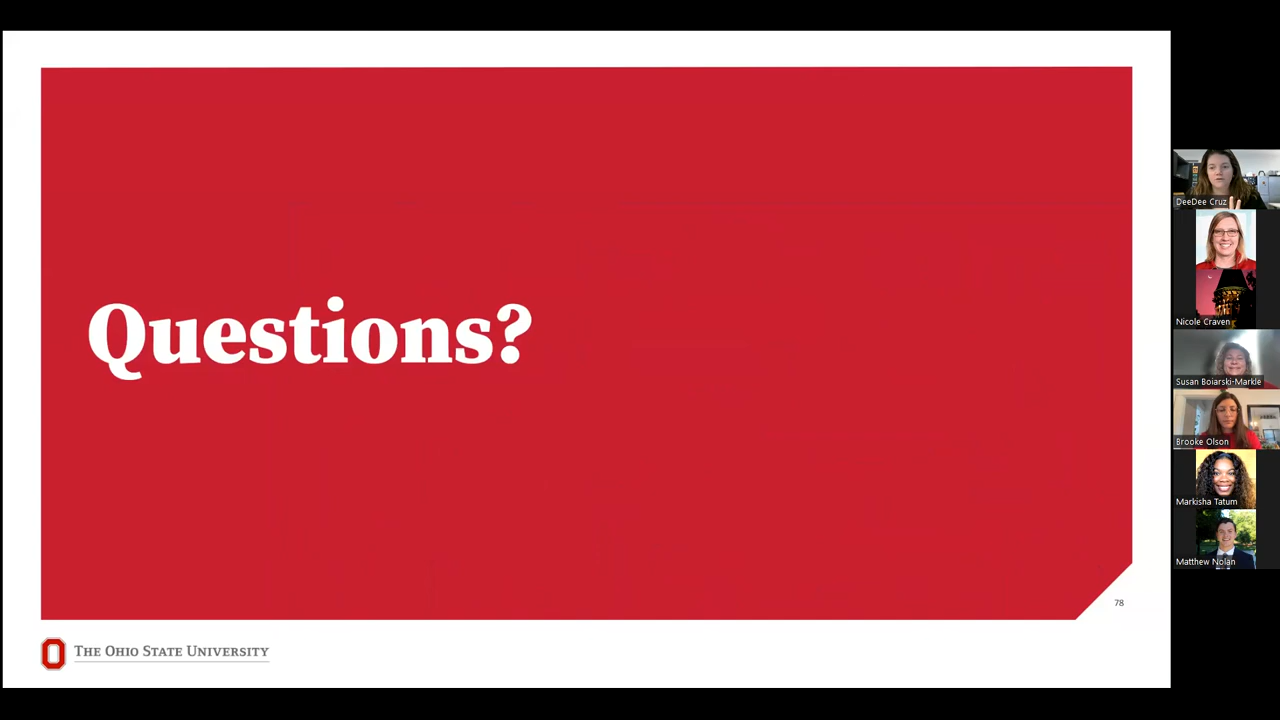 Questions?
78
THE OHIO STATE UNIVERSITY
DeeDee Cruz
Nicole Craven
Susan Boiarski-Markle
Brooke Olson
Markisha Tatum
Matthew Nolan